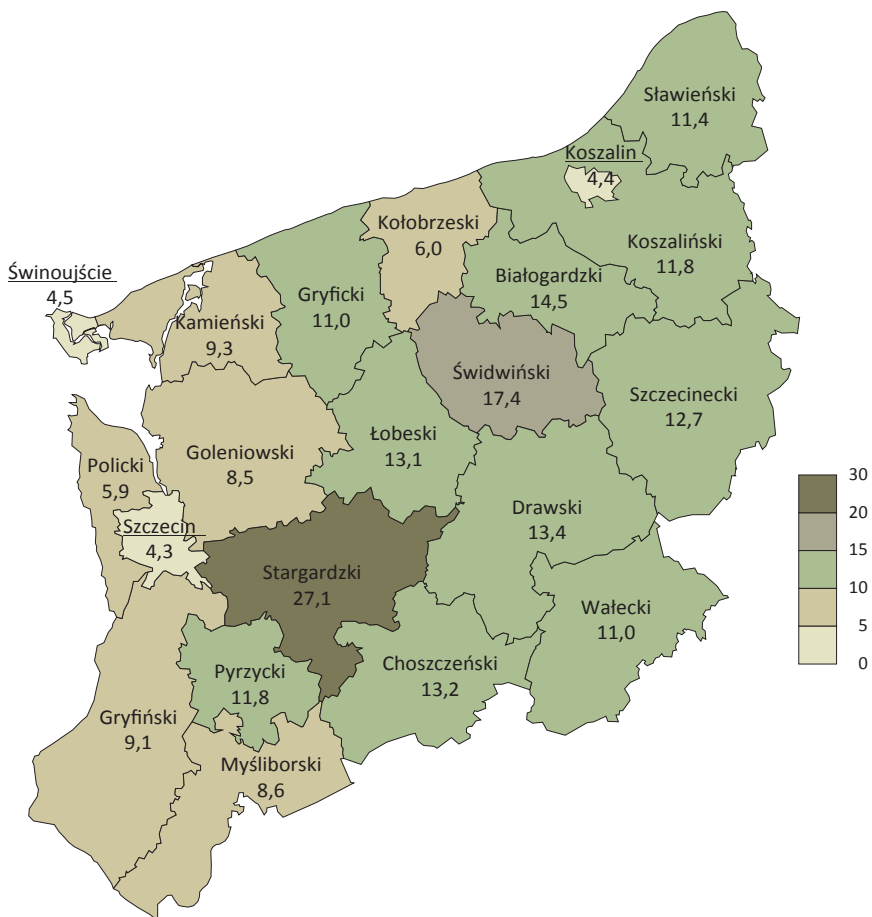 Sławieński
11,4
Koszalin
4,4
Kołobrzeski
6,0
Koszaliński
11,8
Świnoujście
4,5
Gryficki
11,0
Białogardzki
14,5
Kamieński
9,3
Świdwiński
17,4
Szczecinecki
12,7
Łobeski
13,1
Goleniowski
8,5
Policki
5,9
Szczecin
4,3
Drawski
13,4
Stargardzki
27,1
Wałecki
11,0
Choszczeński
13,2
Pyrzycki
11,8
Gryfiński
9,1
Myśliborski
8,6
30
20
15
10
5
0